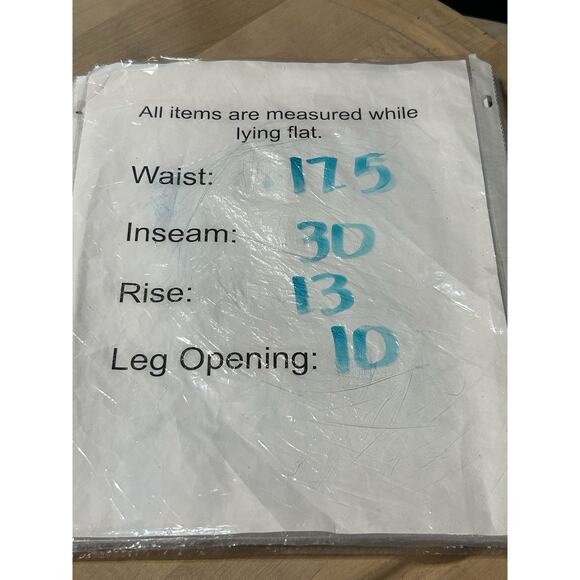 All items are measured while
lying flat.
Waist: 17.5
Inseam: 30
Rise: 13
Leg Opening: 10